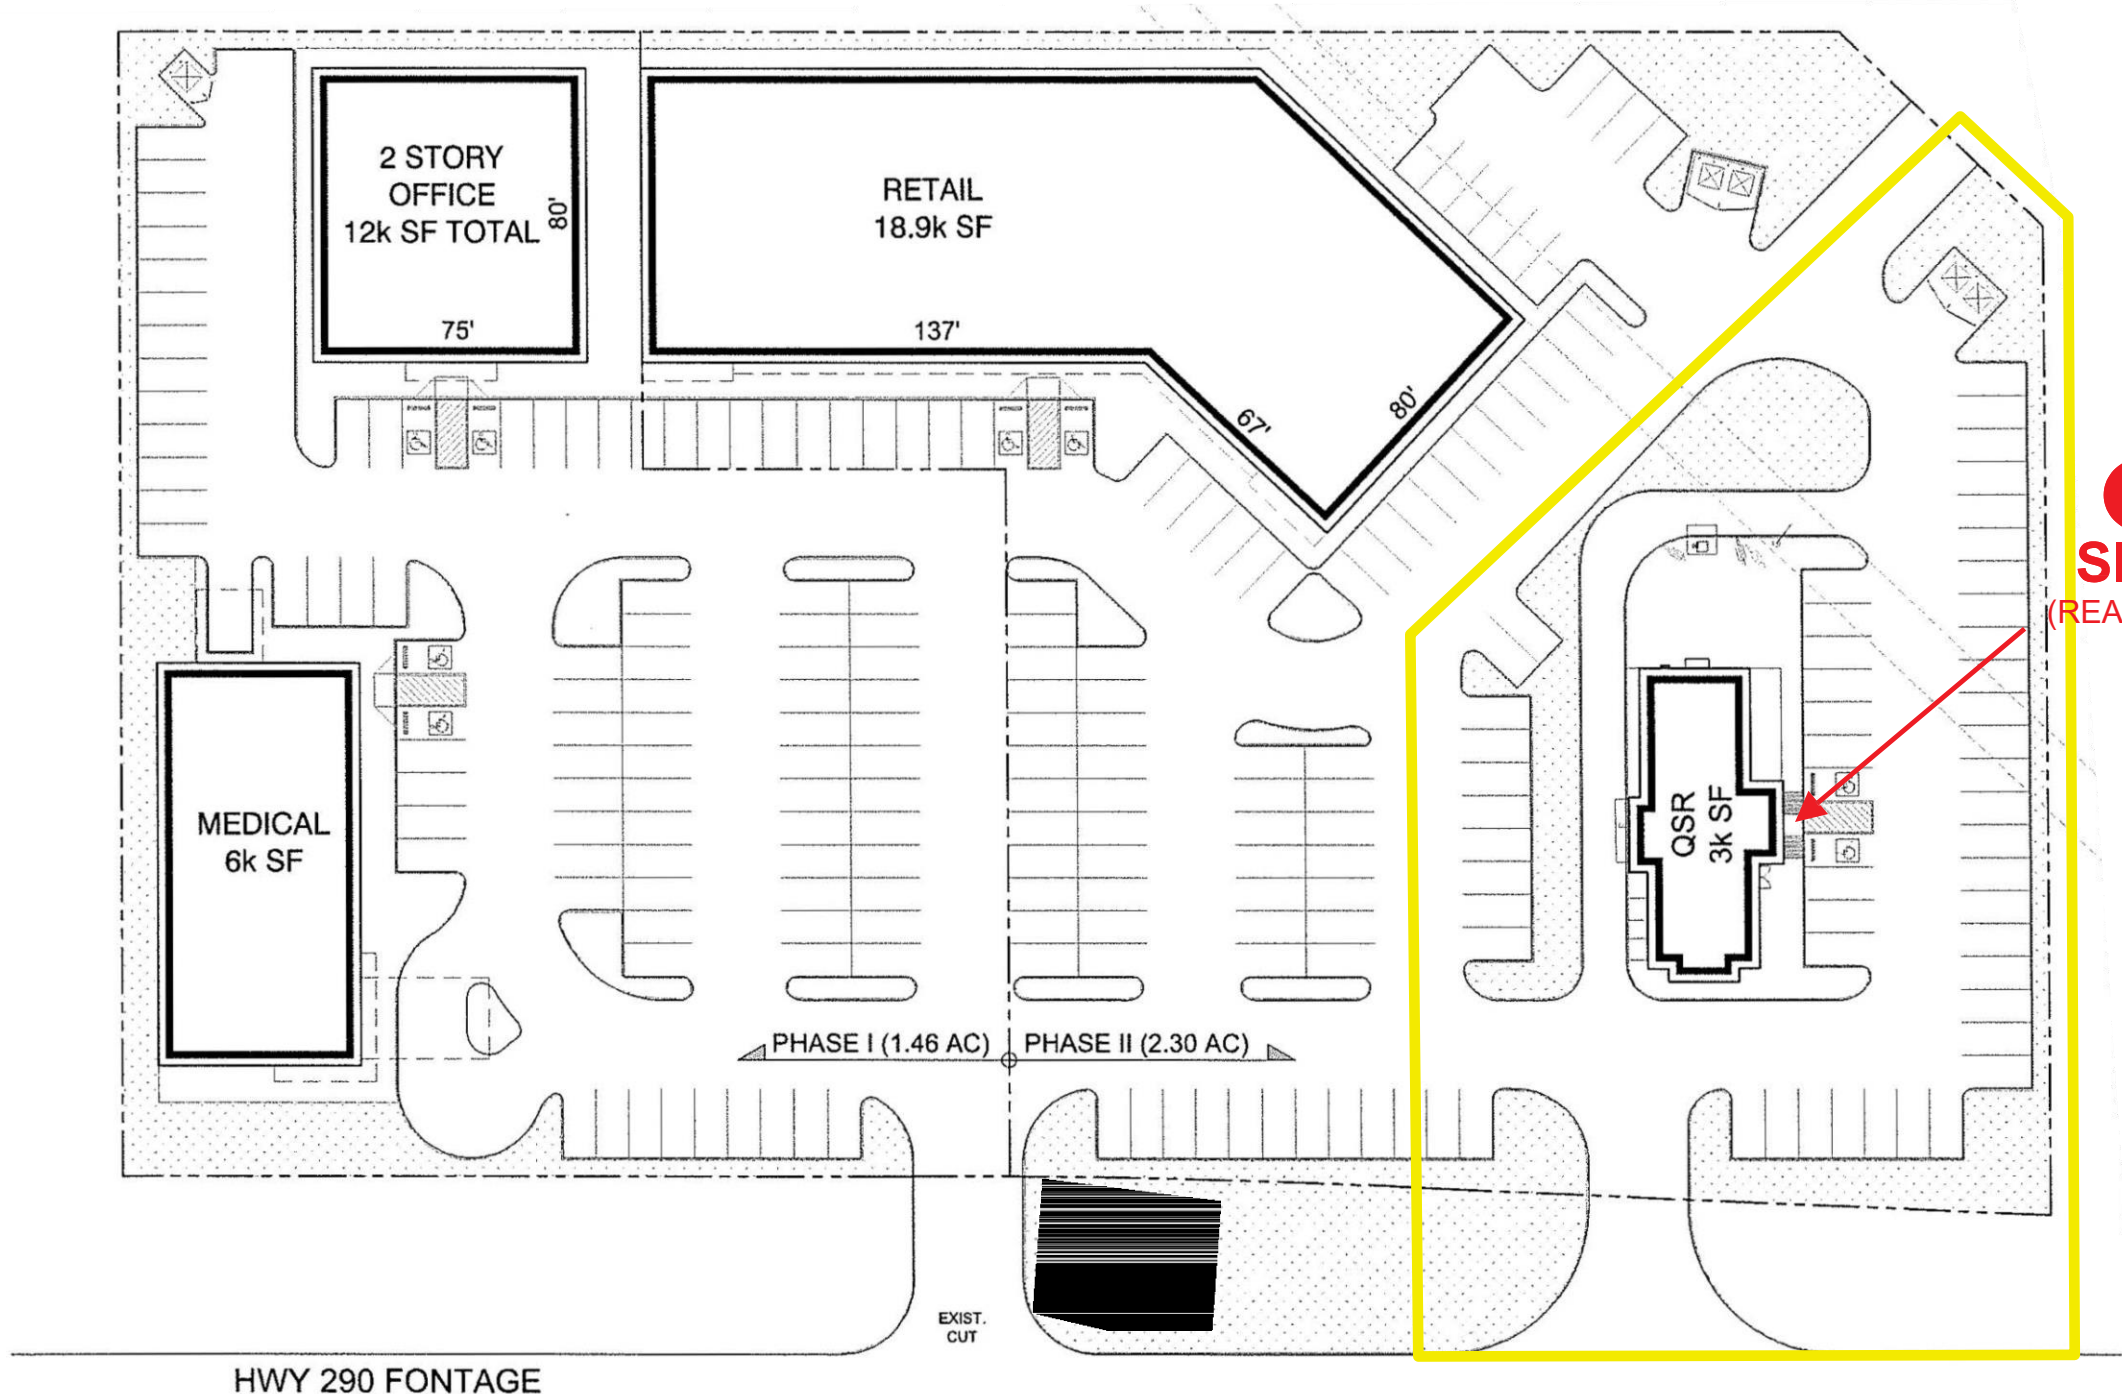 2 STORY
OFFICE
12k SF TOTAL
80'
75'
RETAIL
18.9k SF
137'
67'
80'
MEDICAL
6k SF
QSR
3k SF
PHASE I (1.46 AC)
PHASE II (2.30 AC)
EXIST.
CUT
HWY 290 FONTAGE